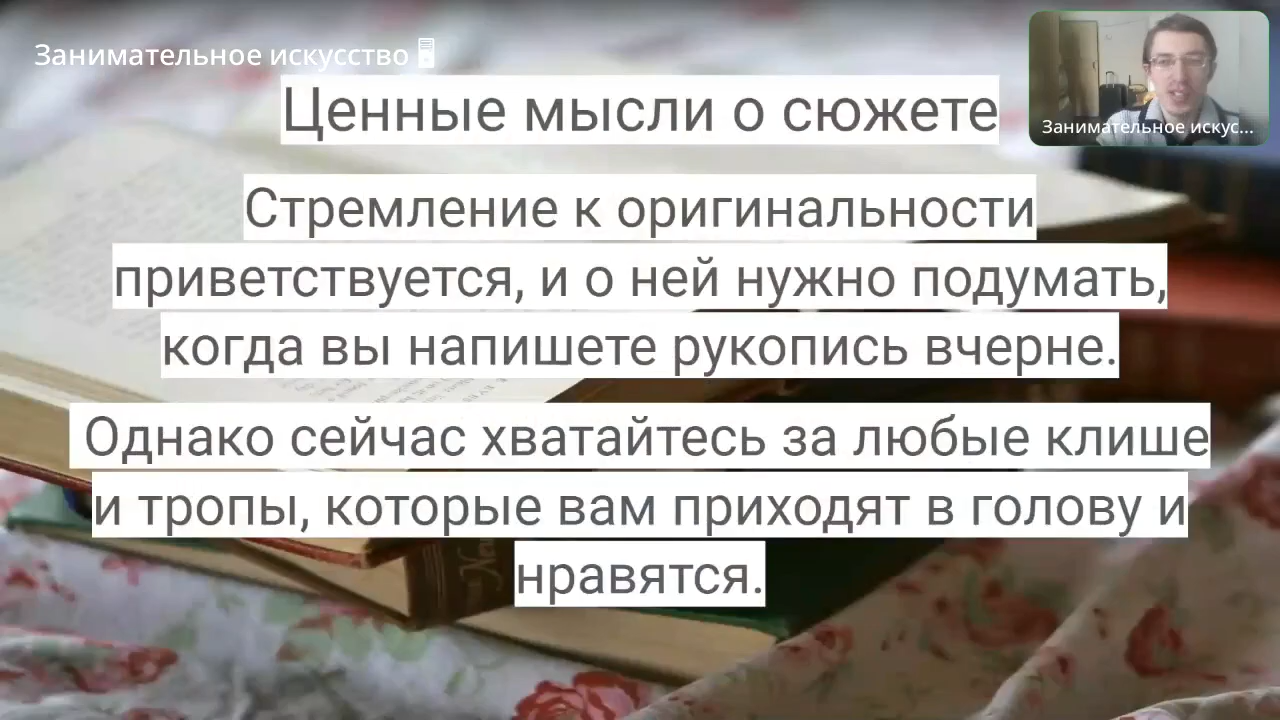 Занимательное искусство
Занимательное искус...
Ценные мысли о сюжете
Стремление к оригинальности
приветствуется, и о ней нужно подумать,
когда вы напишете рукопись вчерне.
Однако сейчас хватайтесь за любые клише
и тропы, которые вам приходят в голову и
нравятся.